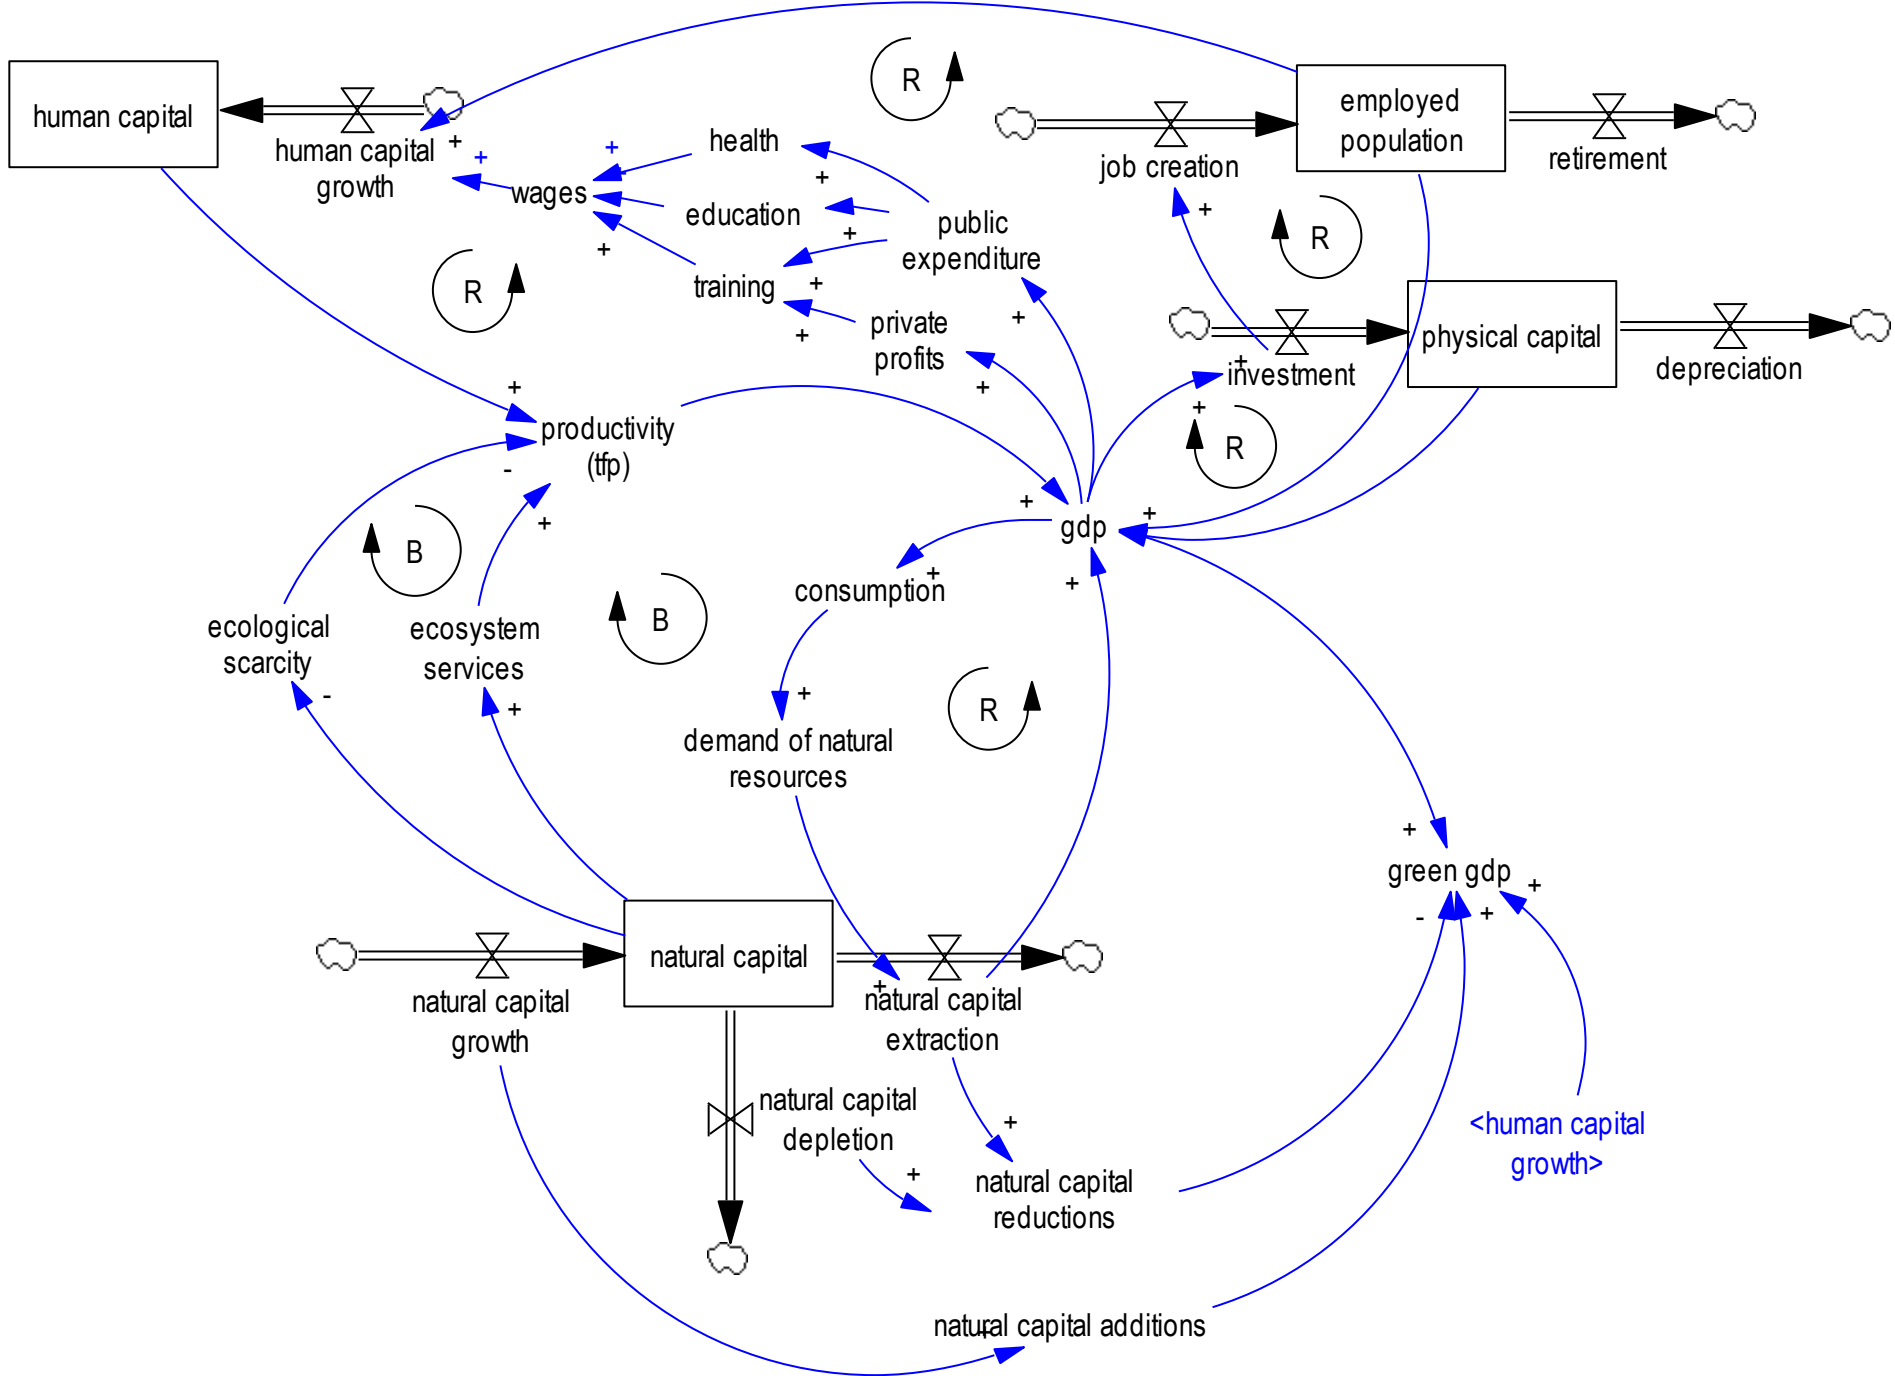 human capital
human capital
growth
+
+
wages
+
+
health
education
training
+
+
+
+
public
expenditure
+
private
profits
+
R
R
job creation
+
employed
population
retirement
R
investment
+
+
R
physical capital
depreciation
+
productivity
(tfp)
-
+
B
B
+
gdp
+
+
consumption
+
ecological
scarcity
-
ecosystem
services
+
+
demand of natural
resources
R
+
green gdp
+
-
+
natural capital
natural capital
growth
+
natural capital
extraction
natural capital
depletion
+
+
natural capital
reductions
<human capital
growth>
natural capital additions
+